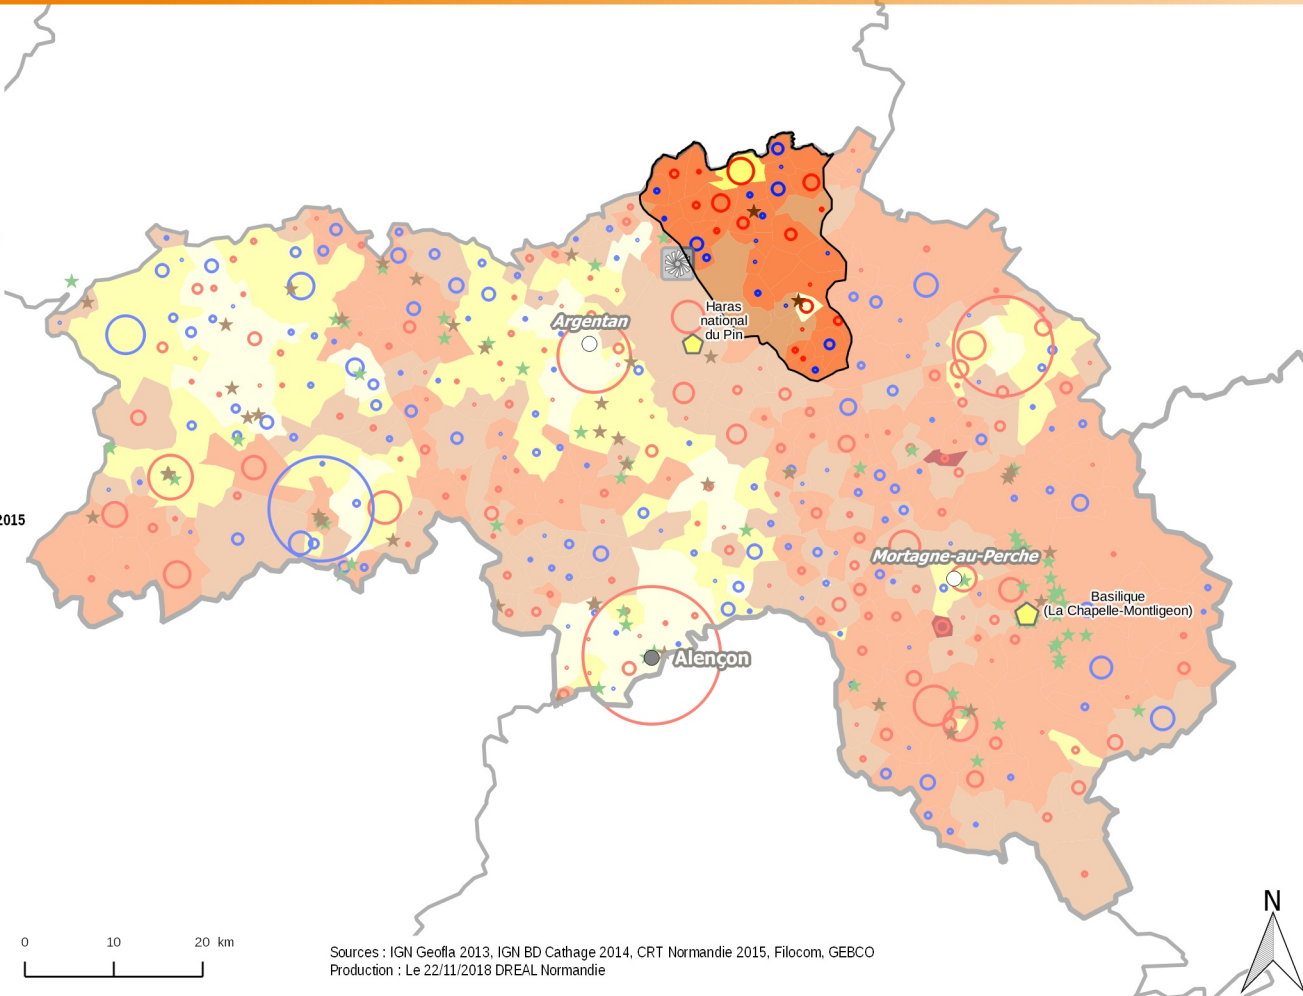 Haras
national
du Pin
Argentan
2015
Mortagne-au-Perche
Basilique
(La Chapelle-Montligeon)
Alençon
N
0 10 20 km
Sources : IGN Geofla 2013, IGN BD Cathage 2014, CRT Normandie 2015, Filocom, GEBCO
Production : Le 22/11/2018 DREAL Normandie